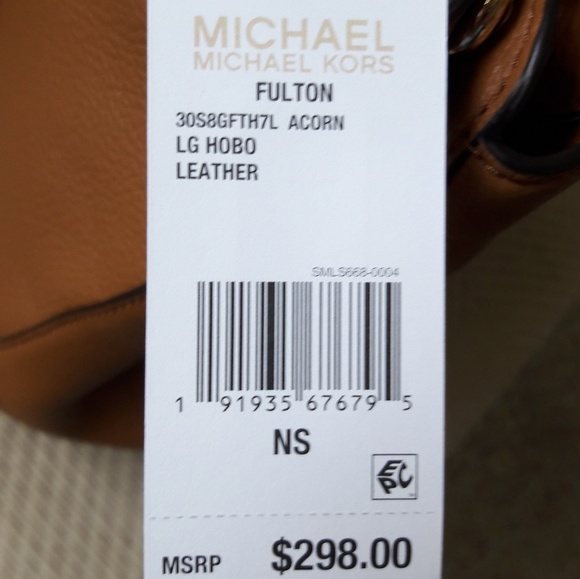 MICHAEL
MICHAEL KORS
FULTON
30S8GFTH7L ACORN
LG HOBO
LEATHER
SMLS668-0004
1 91935 67679 5
NS
EPC
MSRP $298.00